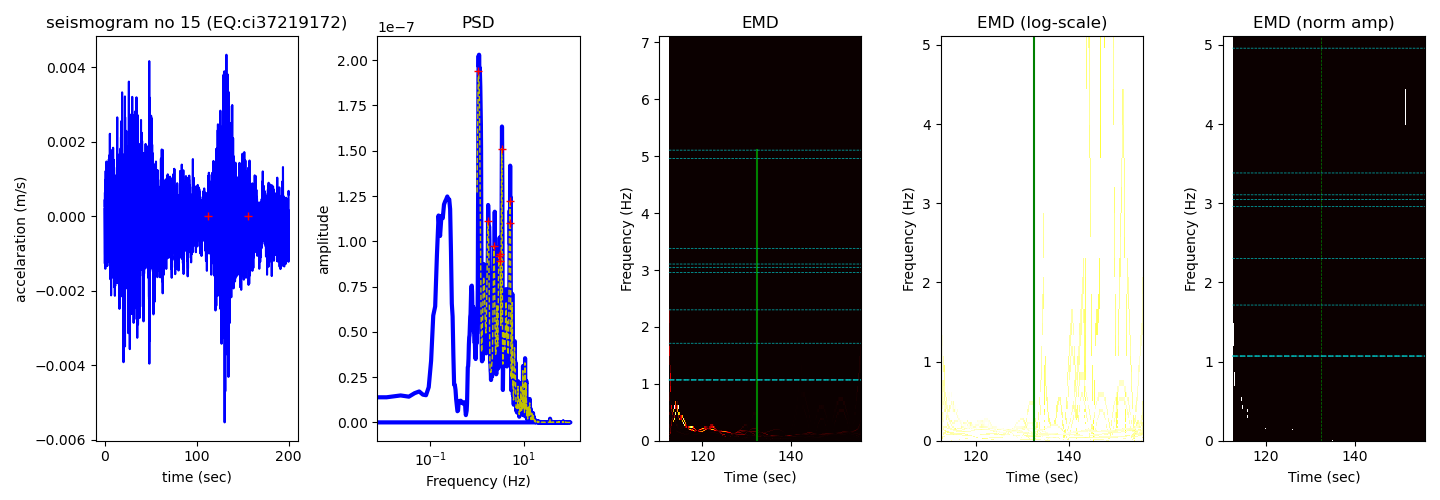 seismogram no 15 (EQ:ci37219172)
accelaration (m/s)
0.004
0.002
0.000
−0.002
−0.004
−0.006
0
100
200
time (sec)
PSD
1e−7
amplitude
2.00
1.75
1.50
1.25
1.00
0.75
0.50
0.25
0.00
10−1
101
Frequency (Hz)
EMD
Frequency (Hz)
7
6
5
4
3
2
1
0
120
140
Time (sec)
EMD (log-scale)
Frequency (Hz)
5
4
3
2
1
0
120
140
Time (sec)
EMD (norm amp)
Frequency (Hz)
5
4
3
2
1
0
120
140
Time (sec)